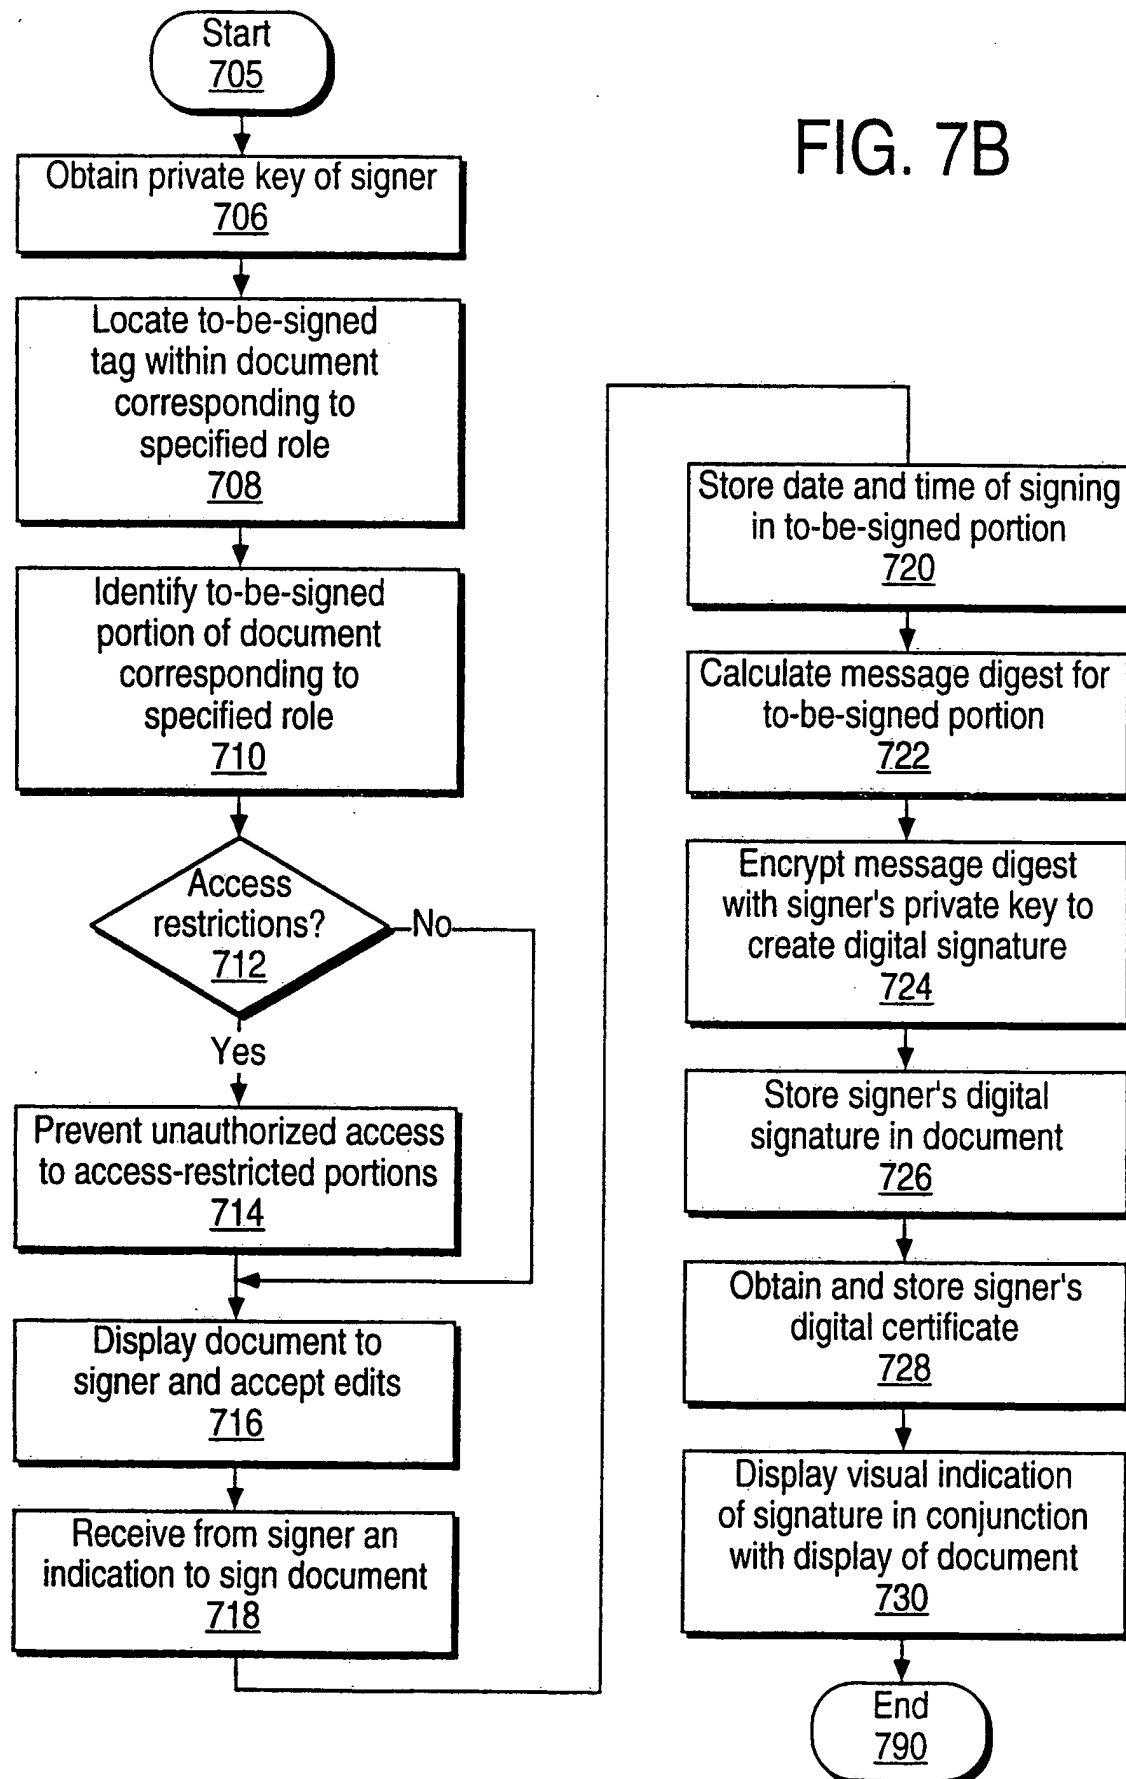 Start
705
FIG. 7B
Obtain private key of signer
706
Locate to-be-signed
tag within document
corresponding to
specified role
708
Identify to-be-signed
portion of document
corresponding to
specified role
710
Access
restrictions?
712
No
Yes
Prevent unauthorized access
to access-restricted portions
714
Display document to
signer and accept edits
716
Receive from signer an
indication to sign document
718
Store date and time of signing
in to-be-signed portion
720
Calculate message digest for
to-be-signed portion
722
Encrypt message digest
with signer's private key to
create digital signature
724
Store signer's digital
signature in document
726
Obtain and store signer's
digital certificate
728
Display visual indication
of signature in conjunction
with display of document
730
End
790